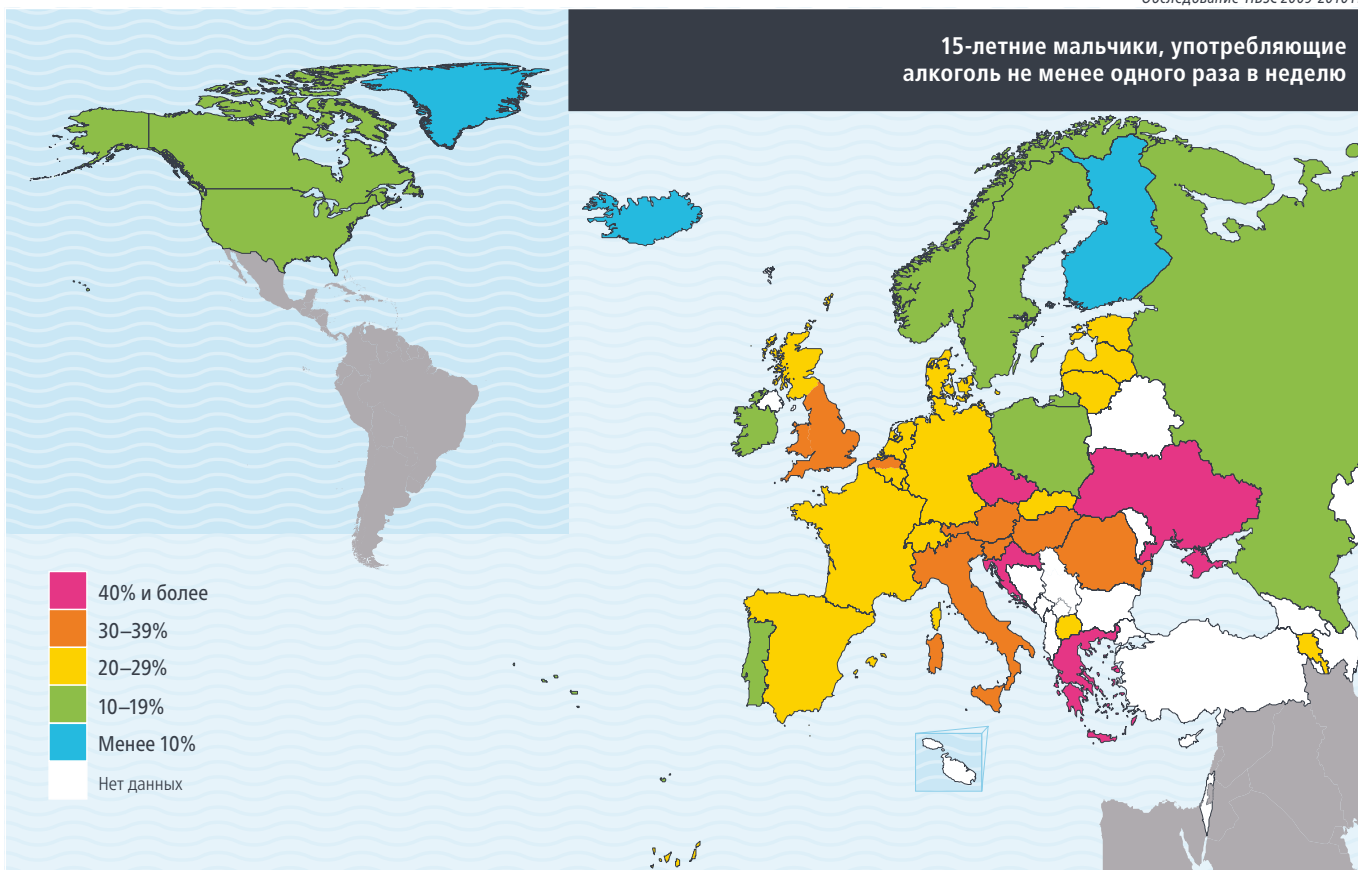 15-летние мальчики, употребляющие
алкоголь не менее одного раза в неделю
40% и более
30–39%
20–29%
10–19%
Менее 10%
Нет данных